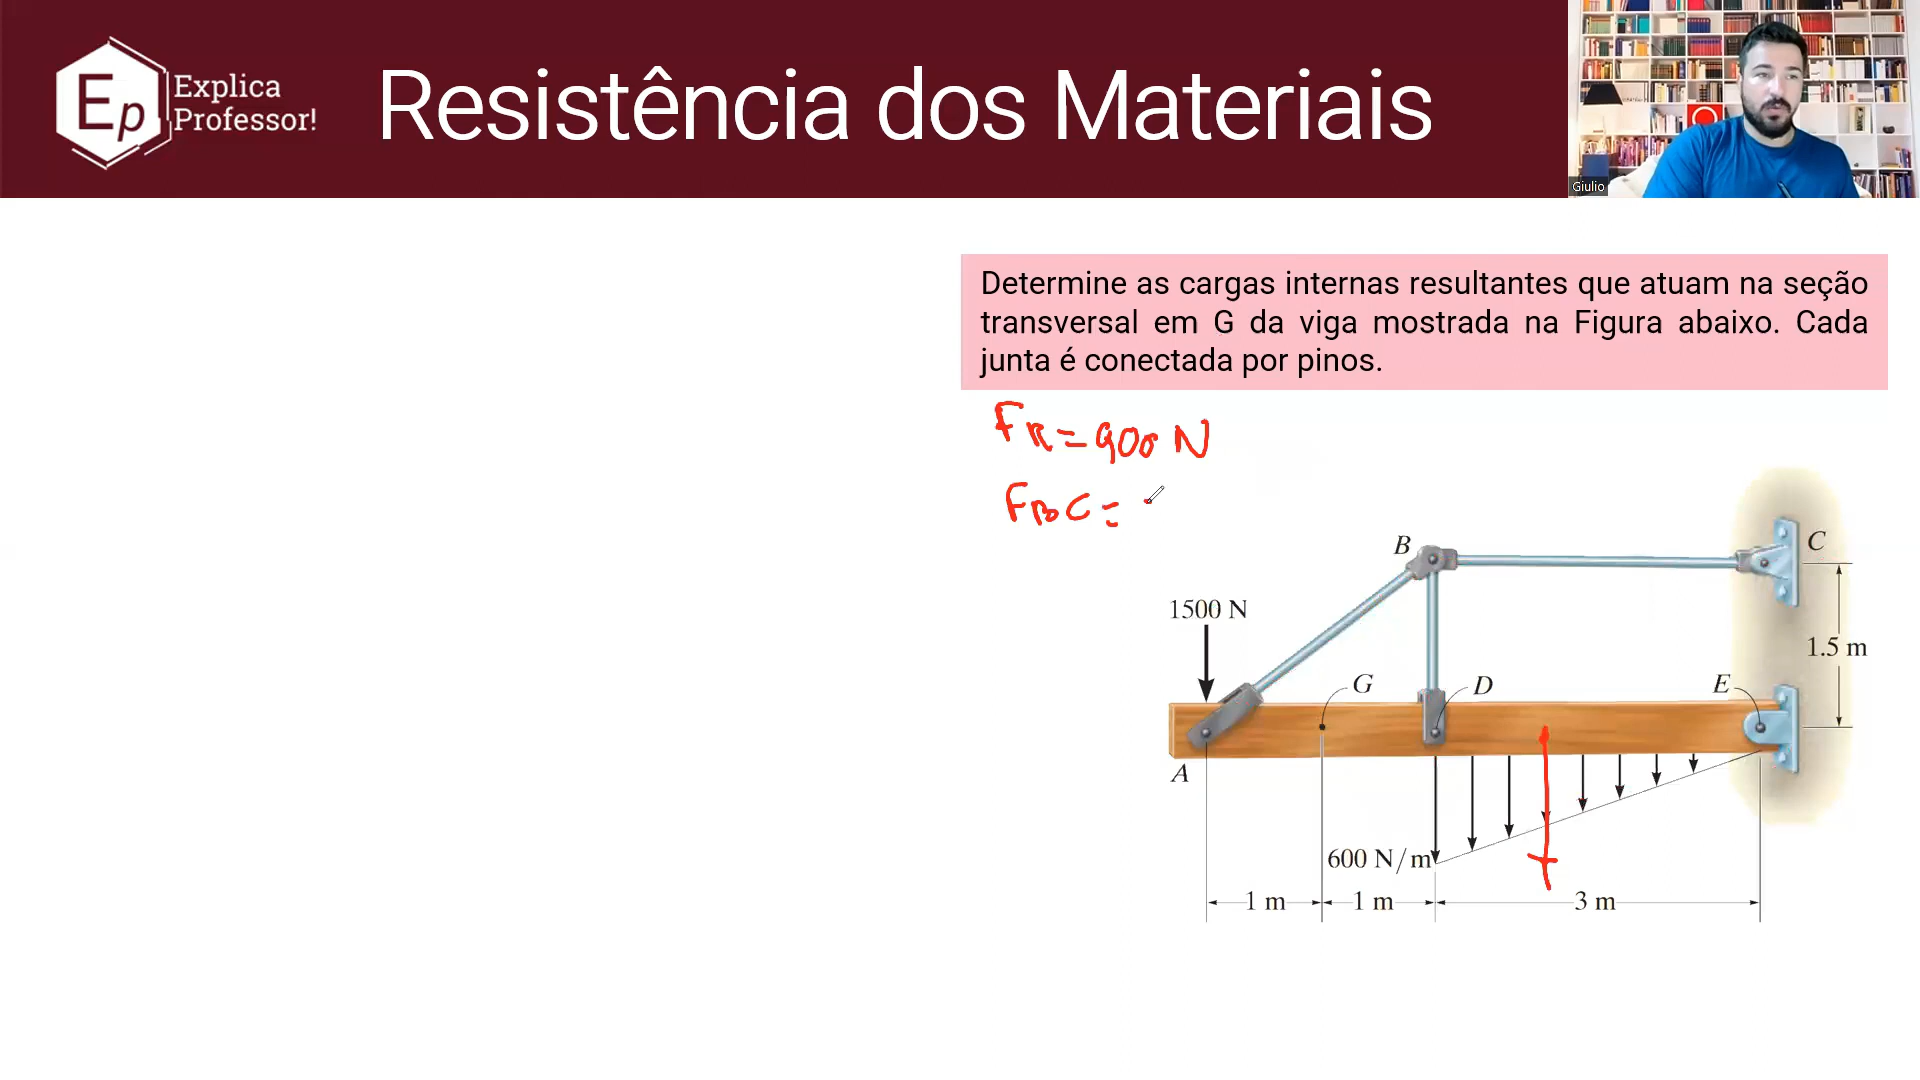 Ep
Explica
Professor!
Resistência dos Materiais
Giulio
Determine as cargas internas resultantes que atuam na seção
transversal em G da viga mostrada na Figura abaixo. Cada
junta é conectada por pinos.
FR = 900 N
FBC =
B
C
1500 N
1.5 m
G
D
E
A
600 N/m
1 m
1 m
3 m